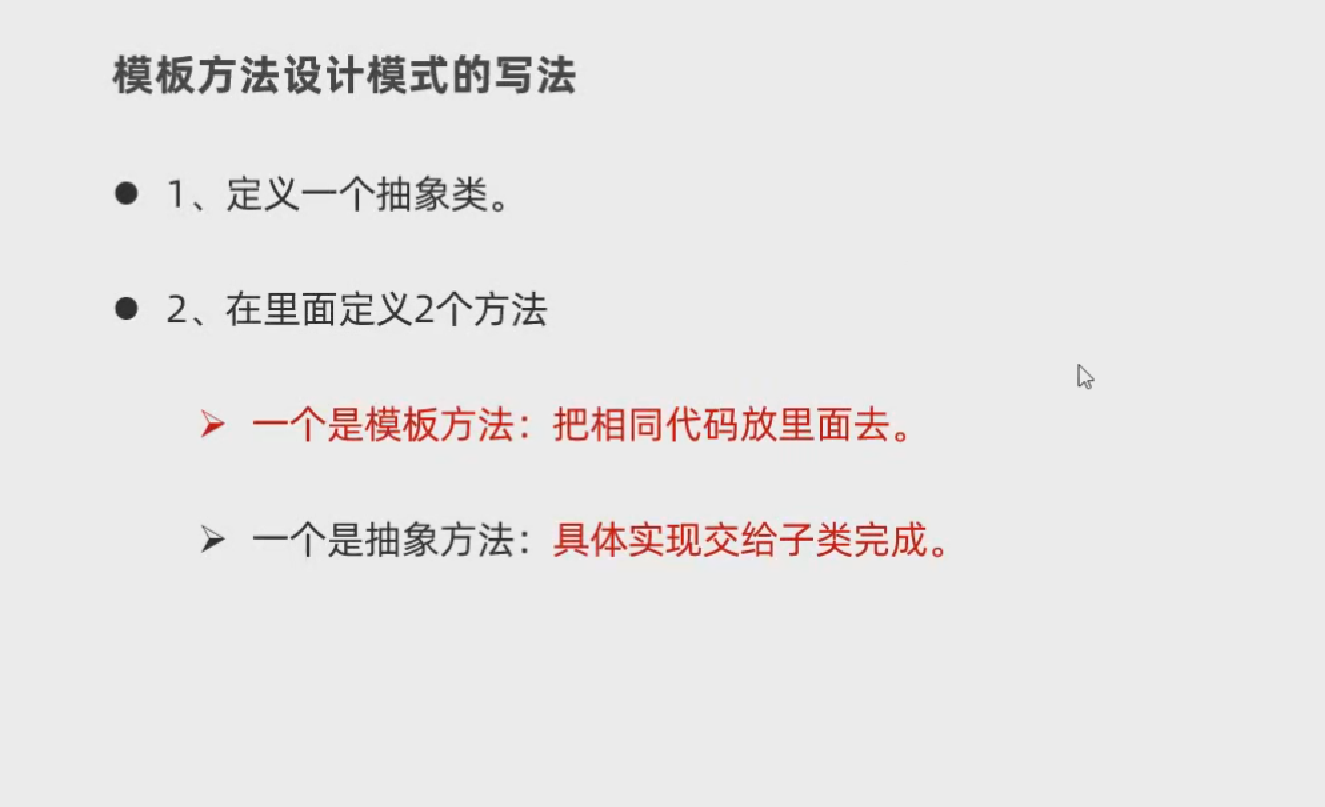 模板方法设计模式的写法
● 1、定义一个抽象类。
● 2、在里面定义2个方法
➢ 一个是模板方法：把相同代码放里面去。
➢ 一个是抽象方法：具体实现交给子类完成。